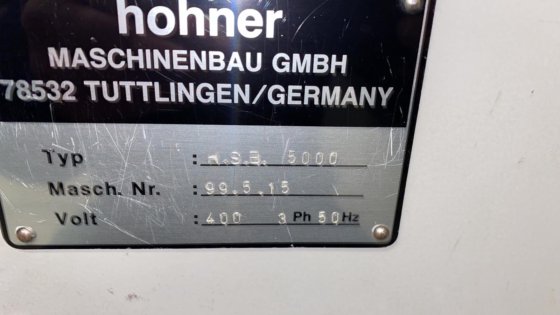 hohner
MASCHINENBAU GMBH
78532 TUTTLINGEN/GERMANY
Typ : 5000
Masch. Nr. : 99.5.15
Volt : 400 3 Ph 50 Hz